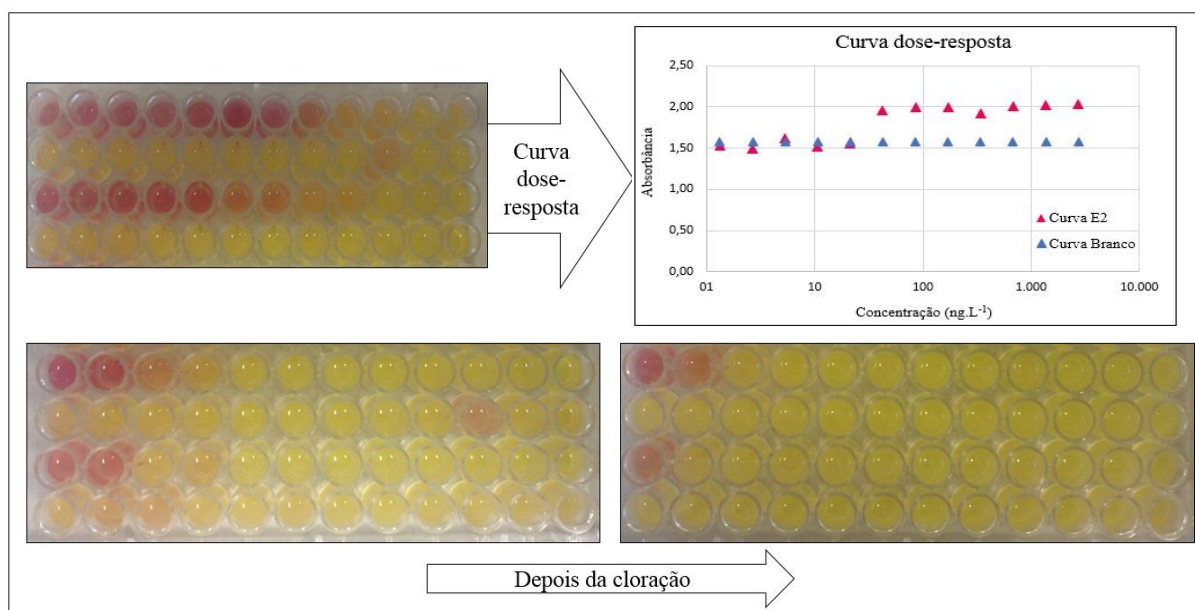 Curva
dose-
resposta
Curva dose-resposta
Absorbância
2,50
2,00
1,50
1,00
0,50
0,00
01
10
100
1.000
10.000
Concentração (ng.L⁻¹)
Curva E2
Curva Branco
Depois da cloração